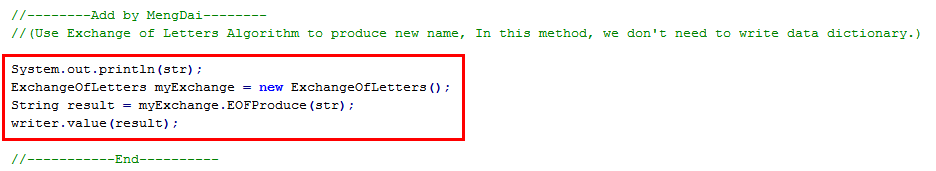 //--------Add by MengDai--------
//(Use Exchange of Letters Algorithm to produce new name, In this method, we don't need to write data dictionary.)
System.out.println(str);
ExchangeOfLetters myExchange = new ExchangeOfLetters();
String result = myExchange.EOFProduce(str);
writer.value(result);
//-----------End----------